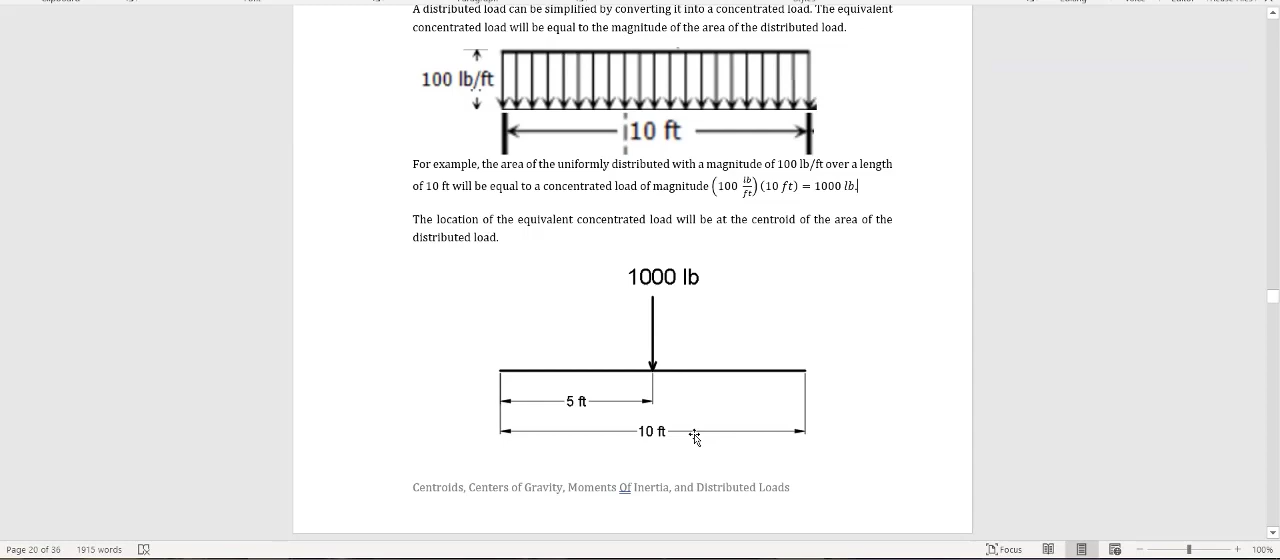 A distributed load can be simplified by converting it into a concentrated load. The equivalent
concentrated load will be equal to the magnitude of the area of the distributed load.
100 lb/ft
10 ft
For example, the area of the uniformly distributed with a magnitude of 100 lb/ft over a length
of 10 ft will be equal to a concentrated load of magnitude (100 lb/ft)(10 ft) = 1000 lb.
The location of the equivalent concentrated load will be at the centroid of the area of the
distributed load.
1000 lb
5 ft
10 ft
Centroids, Centers of Gravity, Moments Of Inertia, and Distributed Loads
Page 20 of 36 1915 words Focus 100%